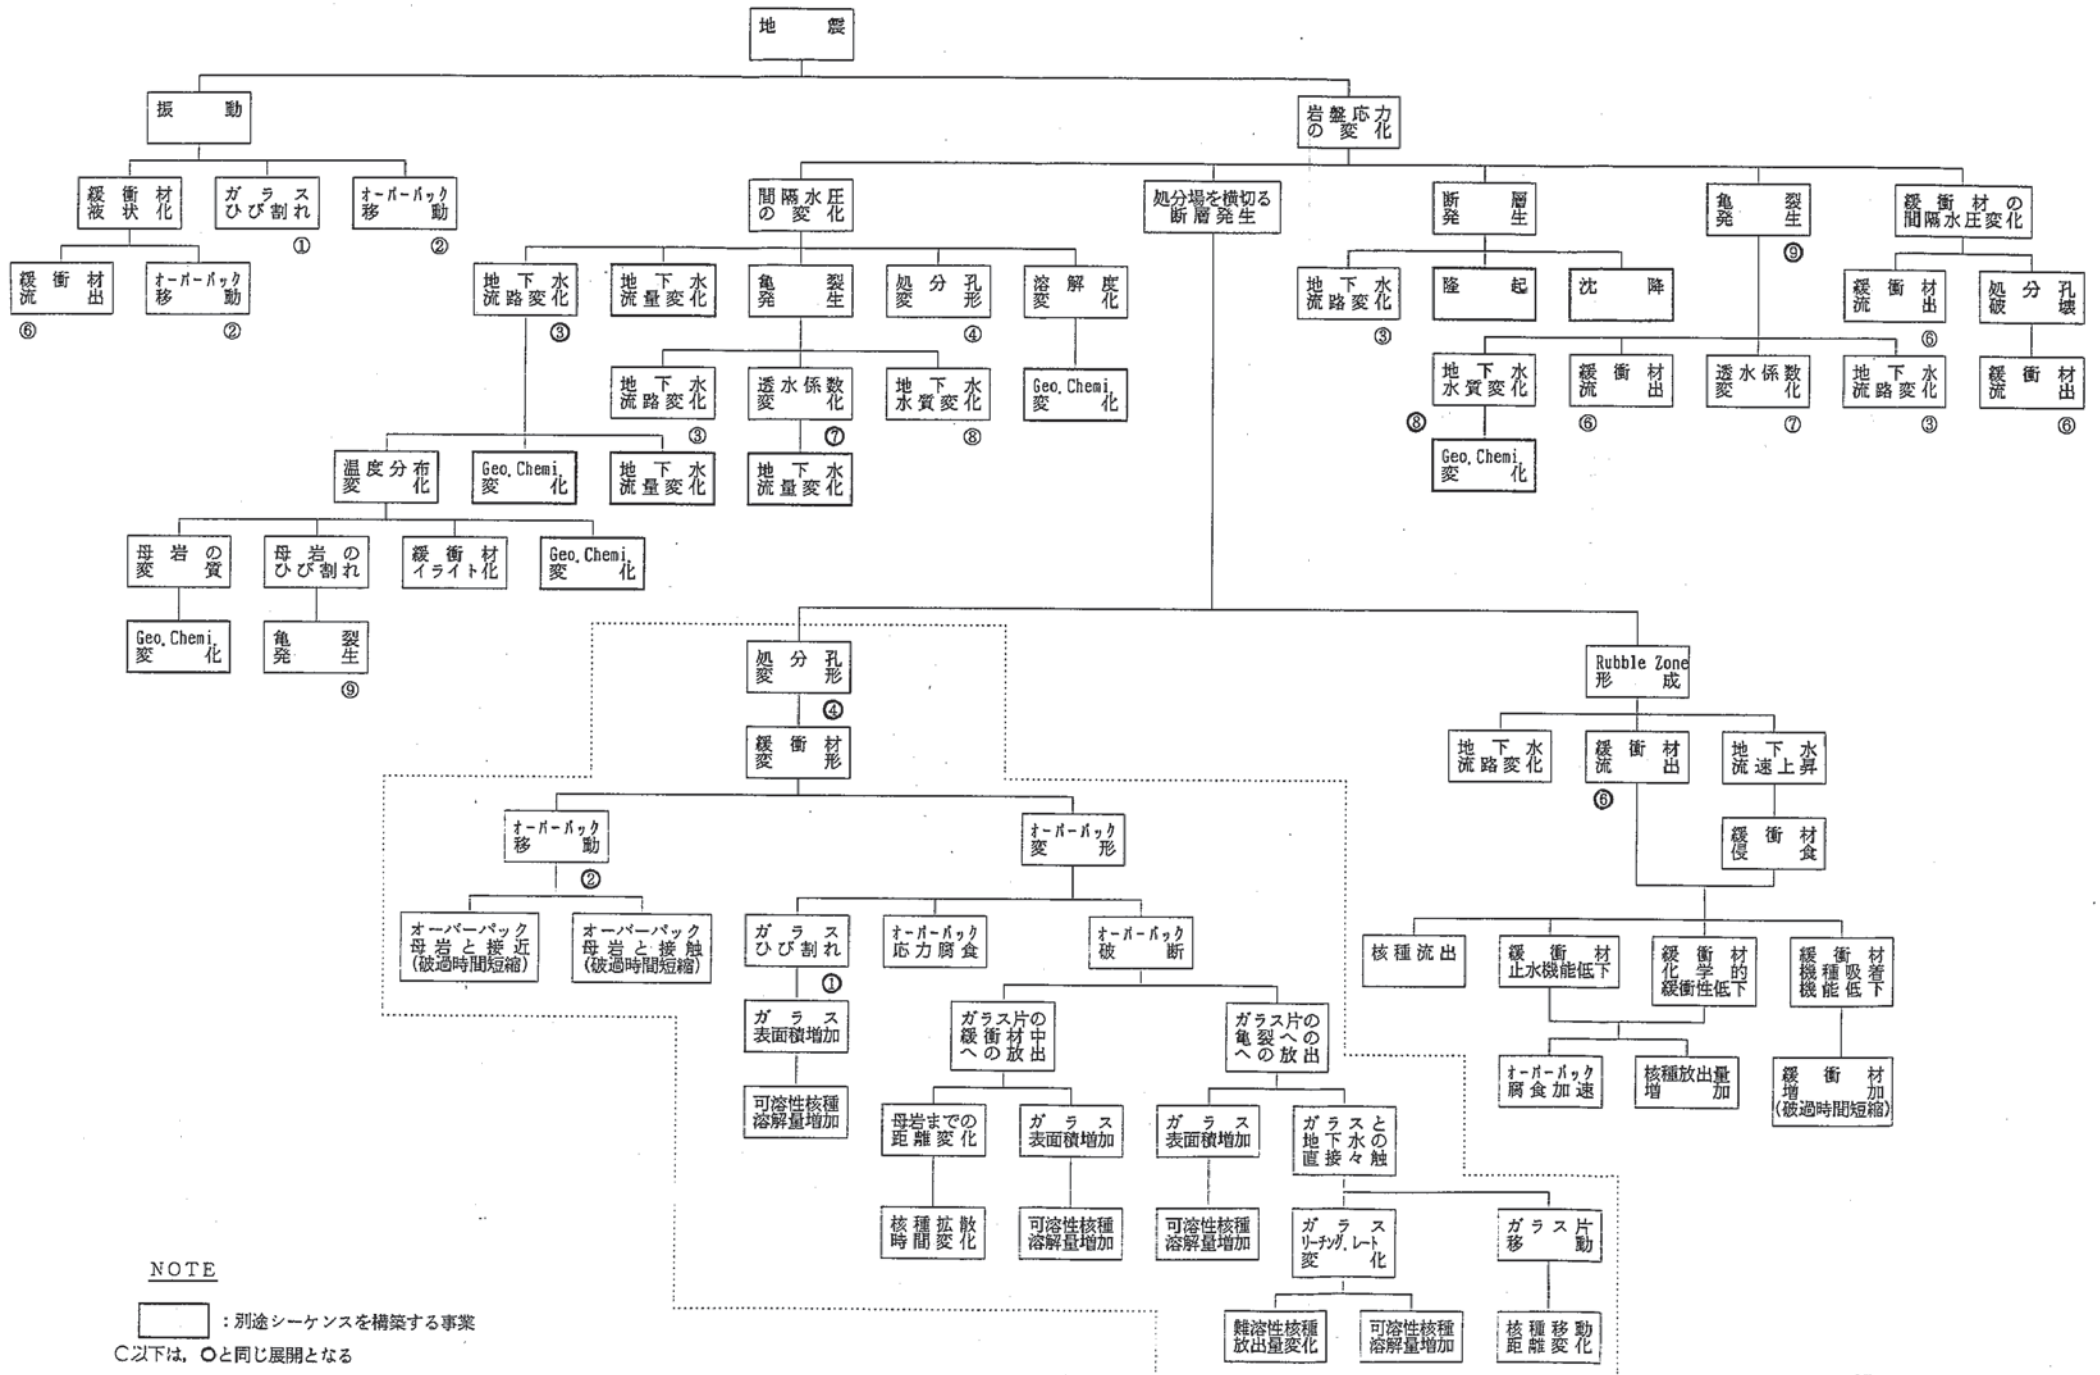 地震
振動
岩盤応力
の変化
緩衝材
液状化
ガラス
ひび割れ
①
オーバーパック
移動
②
間隔水圧
の変化
処分場を横切る
断層発生
断層
発生
亀裂
発生
⑨
緩衝材の
間隔水圧変化
緩衝材
流出
⑥
オーバーパック
移動
②
地下水
流路変化
③
地下水
流量変化
亀裂
発生
処分孔
変形
④
溶解度
変化
地下水
流路変化
③
隆起
沈降
緩衝材
流出
⑥
処分孔
破壊
地下水
流路変化
③
透水係数
変化
⑦
地下水
水質変化
⑧
Geo.Chemi.
変化
地下水
水質変化
⑧
緩衝材
流出
⑥
透水係数
変化
⑦
地下水
流路変化
③
緩衝材
流出
⑥
温度分布
変化
Geo.Chemi.
変化
地下水
流量変化
地下水
流量変化
Geo.Chemi.
変化
母岩の
変質
母岩の
ひび割れ
緩衝材
イライト化
Geo.Chemi.
変化
Geo.Chemi.
変化
亀裂
発生
⑨
処分孔
変形
④
Rubble Zone
形成
緩衝材
変形
地下水
流路変化
緩衝材
流出
⑥
地下水
流速上昇
オーバーパック
移動
②
オーバーパック
変形
緩衝材
侵食
オーバーパック
母岩と接近
(破過時間短縮)
オーバーパック
母岩と接触
(破過時間短縮)
ガラス
ひび割れ
①
オーバーパック
応力腐食
オーバーパック
破断
核種流出
緩衝材
止水機能低下
緩衝材
化学的
緩衝性低下
緩衝材
機種吸着
機能低下
ガラス
表面積増加
ガラス片の
緩衝材中
への放出
ガラス片の
亀裂への
への放出
可溶性核種
溶解量増加
母岩までの
距離変化
ガラス
表面積増加
ガラス
表面積増加
ガラスと
地下水の
直接々触
オーバーパック
腐食加速
核種放出量
増加
緩衝材
増加
(破過時間短縮)
核種拡散
時間変化
可溶性核種
溶解量増加
可溶性核種
溶解量増加
ガラス
リーチング.レート
変化
ガラス片
移動
難溶性核種
放出量変化
可溶性核種
溶解量増加
核種移動
距離変化
NOTE
：別途シーケンスを構築する事業
○以下は，○と同じ展開となる